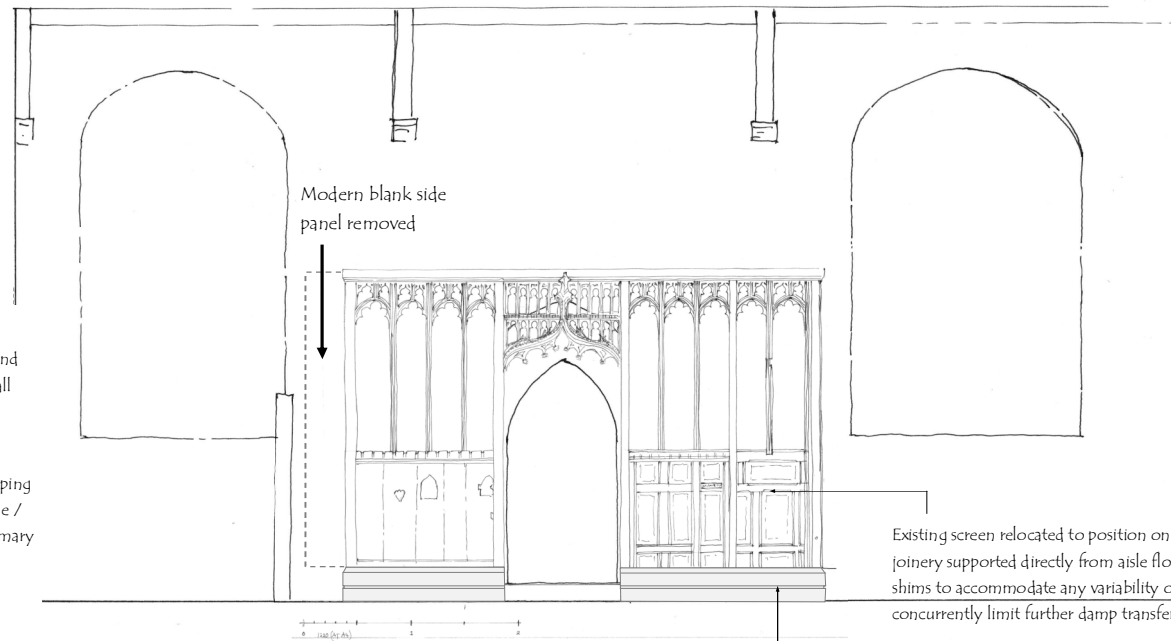 Modern blank side
panel removed
nd
all
ping
e /
mary
Existing screen relocated to position on
joinery supported directly from aisle flo
shims to accommodate any variability o
concurrently limit further damp transfe
0 1 2